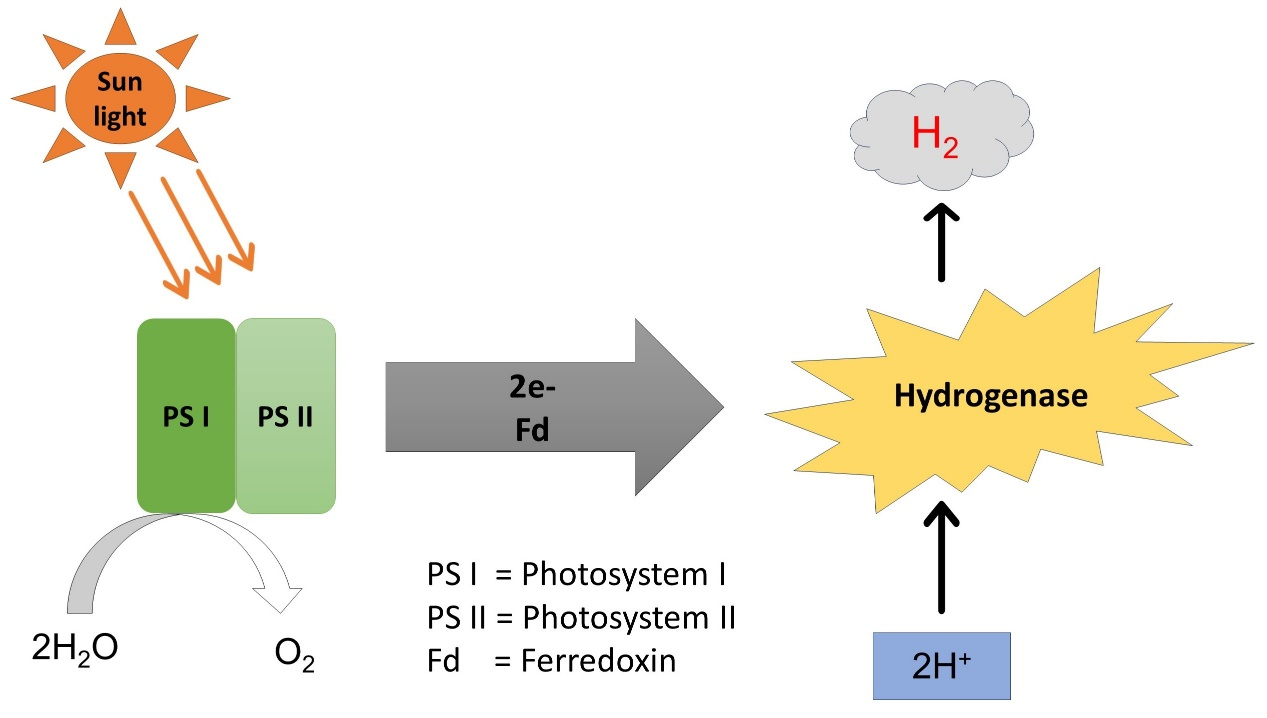 Sun
light
H₂
PS I
PS II
2e-
Fd
Hydrogenase
PS I = Photosystem I
PS II = Photosystem II
Fd = Ferredoxin
2H₂O
O₂
2H⁺